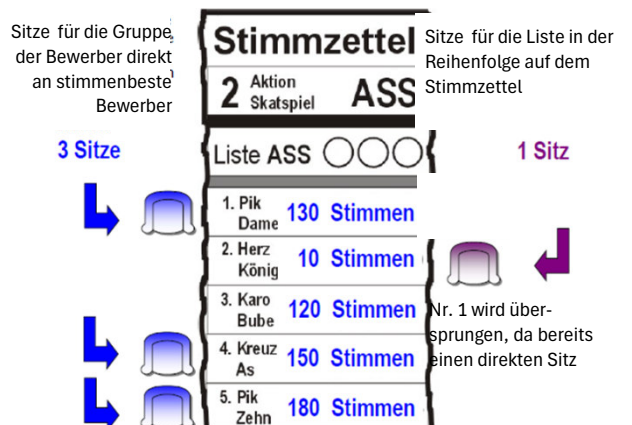 Sitze für die Gruppe
der Bewerber direkt
an stimmenbeste
Bewerber
3 Sitze
Stimmzettel
2 Aktion Skatspiel ASS
Liste ASS
1. Pik Dame 130 Stimmen
2. Herz König 10 Stimmen
3. Karo Bube 120 Stimmen
4. Kreuz As 150 Stimmen
5. Pik Zehn 180 Stimmen
Sitze für die Liste in der
Reihenfolge auf dem
Stimmzettel
1 Sitz
Nr. 1 wird über-
sprungen, da bereits
einen direkten Sitz